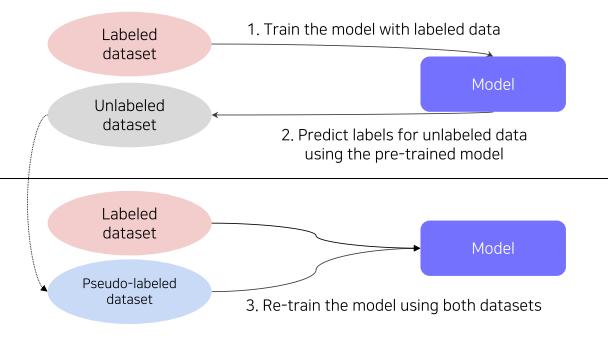 Labeled
dataset
1. Train the model with labeled data
Model
Unlabeled
dataset
2. Predict labels for unlabeled data
using the pre-trained model
Labeled
dataset
Model
Pseudo-labeled
dataset
3. Re-train the model using both datasets